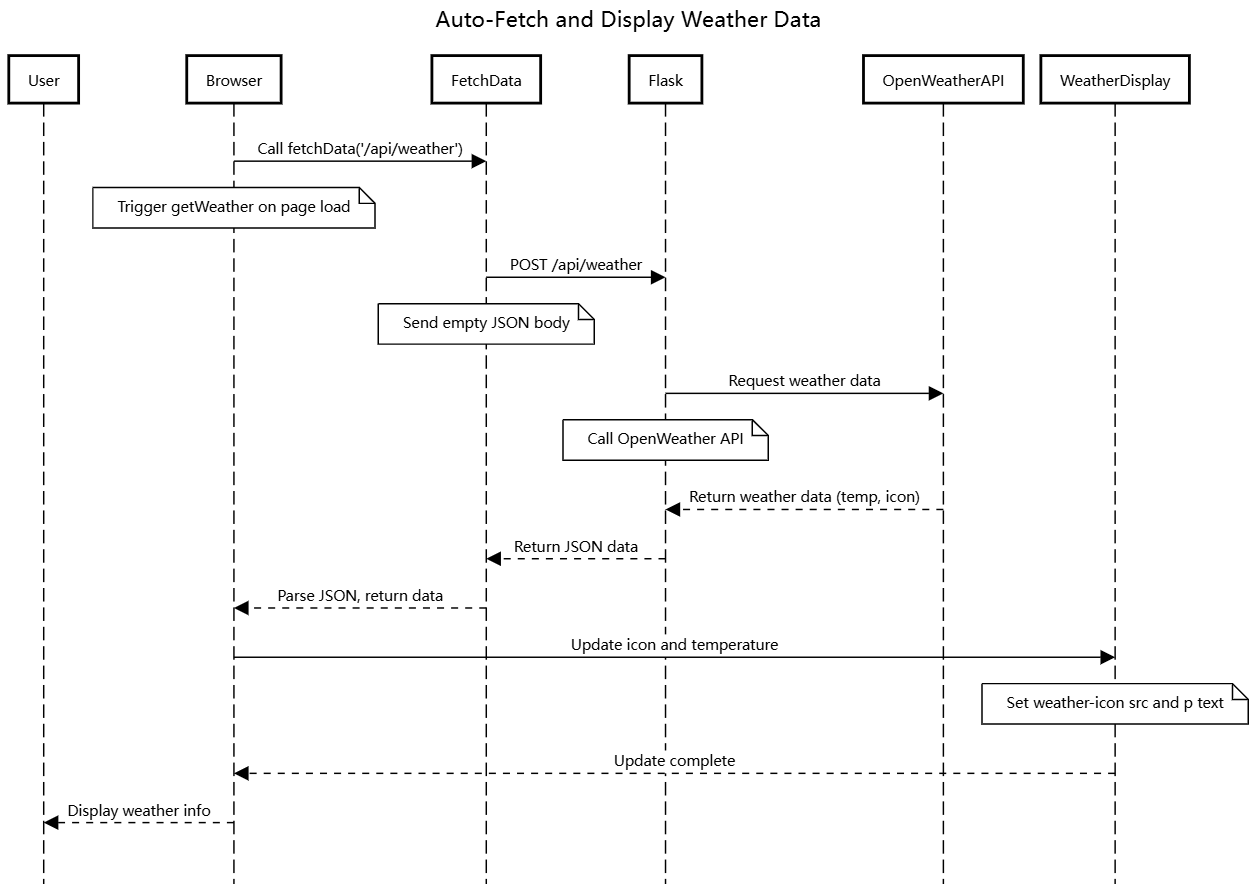 Auto-Fetch and Display Weather Data
User
Browser
FetchData
Flask
OpenWeatherAPI
WeatherDisplay
Call fetchData('/api/weather')
Trigger getWeather on page load
POST /api/weather
Send empty JSON body
Request weather data
Call OpenWeather API
Return weather data (temp, icon)
Return JSON data
Parse JSON, return data
Update icon and temperature
Set weather-icon src and p text
Update complete
Display weather info